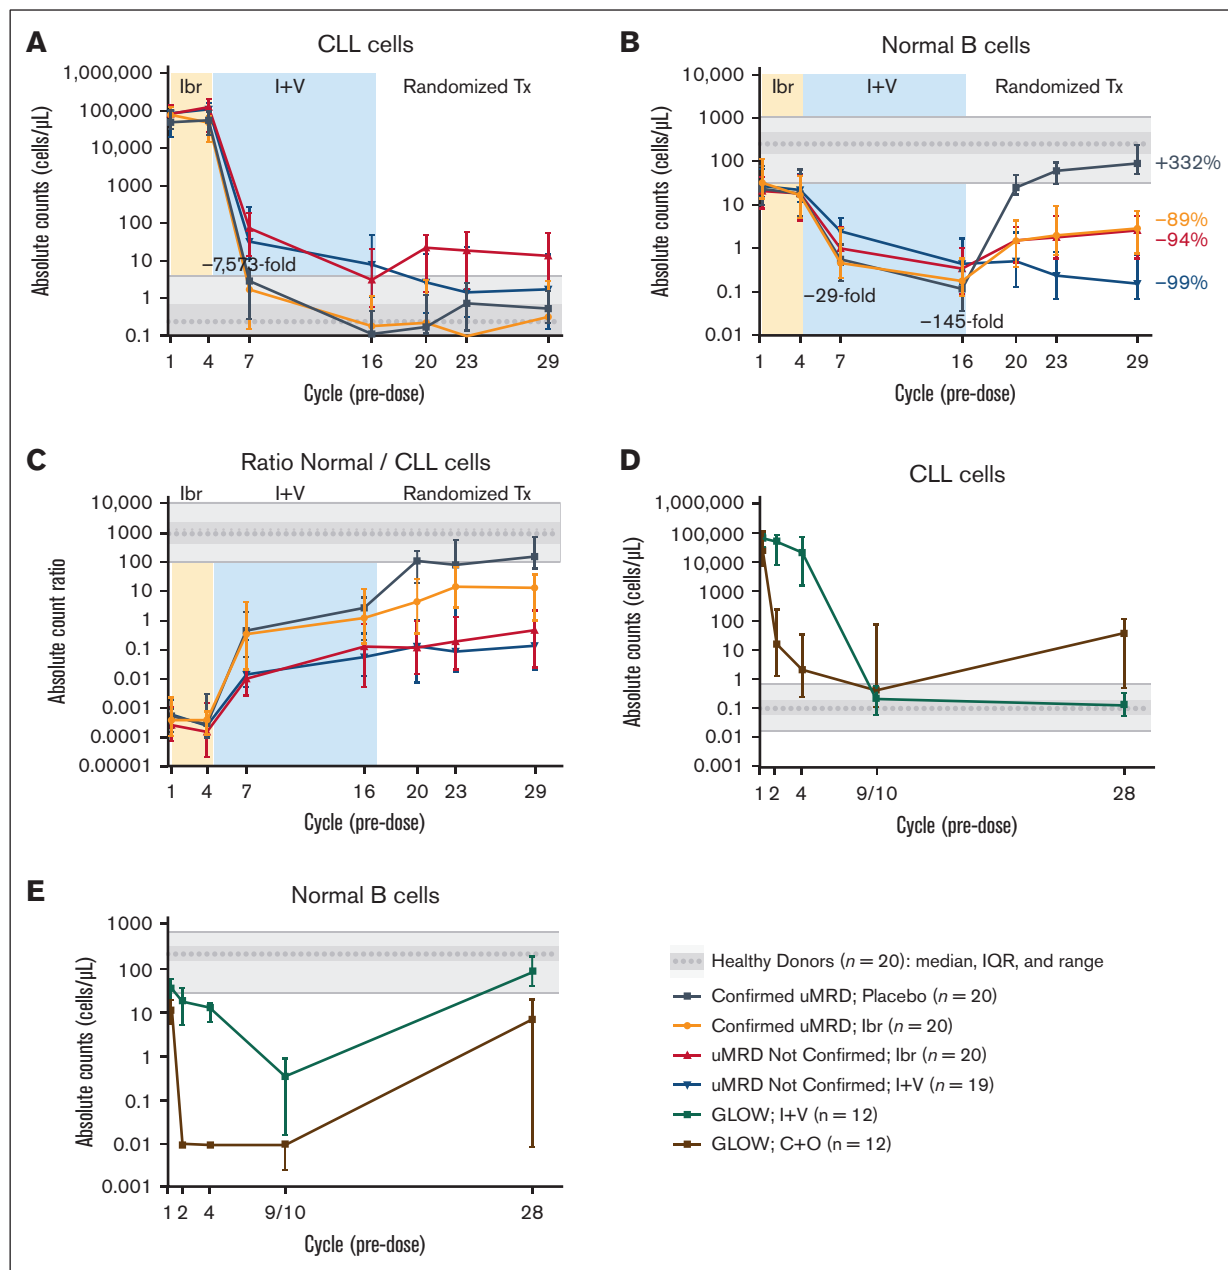 A
CLL cells
Ibr
I+V
Randomized Tx
1,000,000
100,000
10,000
1000
100
10
1
0.1
Absolute counts (cells/μL)
−7,573-fold
1 4 7 16 20 23 29
Cycle (pre-dose)
B
Normal B cells
Ibr
I+V
Randomized Tx
10,000
1000
100
10
1
0.1
0.01
Absolute counts (cells/μL)
+332%
−89%
−94%
−99%
−29-fold
−145-fold
1 4 7 16 20 23 29
Cycle (pre-dose)
C
Ratio Normal / CLL cells
Ibr
I+V
Randomized Tx
10,000
1000
100
10
1
0.1
0.01
0.001
0.0001
0.00001
Absolute count ratio
1 4 7 16 20 23 29
Cycle (pre-dose)
D
CLL cells
1,000,000
100,000
10,000
1000
100
10
1
0.1
0.01
0.001
Absolute counts (cells/μL)
1 2 4 9/10 28
Cycle (pre-dose)
E
Normal B cells
1000
100
10
1
0.1
0.01
0.001
Absolute counts (cells/μL)
1 2 4 9/10 28
Cycle (pre-dose)
Healthy Donors (n = 20): median, IQR, and range
Confirmed uMRD; Placebo (n = 20)
Confirmed uMRD; Ibr (n = 20)
uMRD Not Confirmed; Ibr (n = 20)
uMRD Not Confirmed; I+V (n = 19)
GLOW; I+V (n = 12)
GLOW; C+O (n = 12)